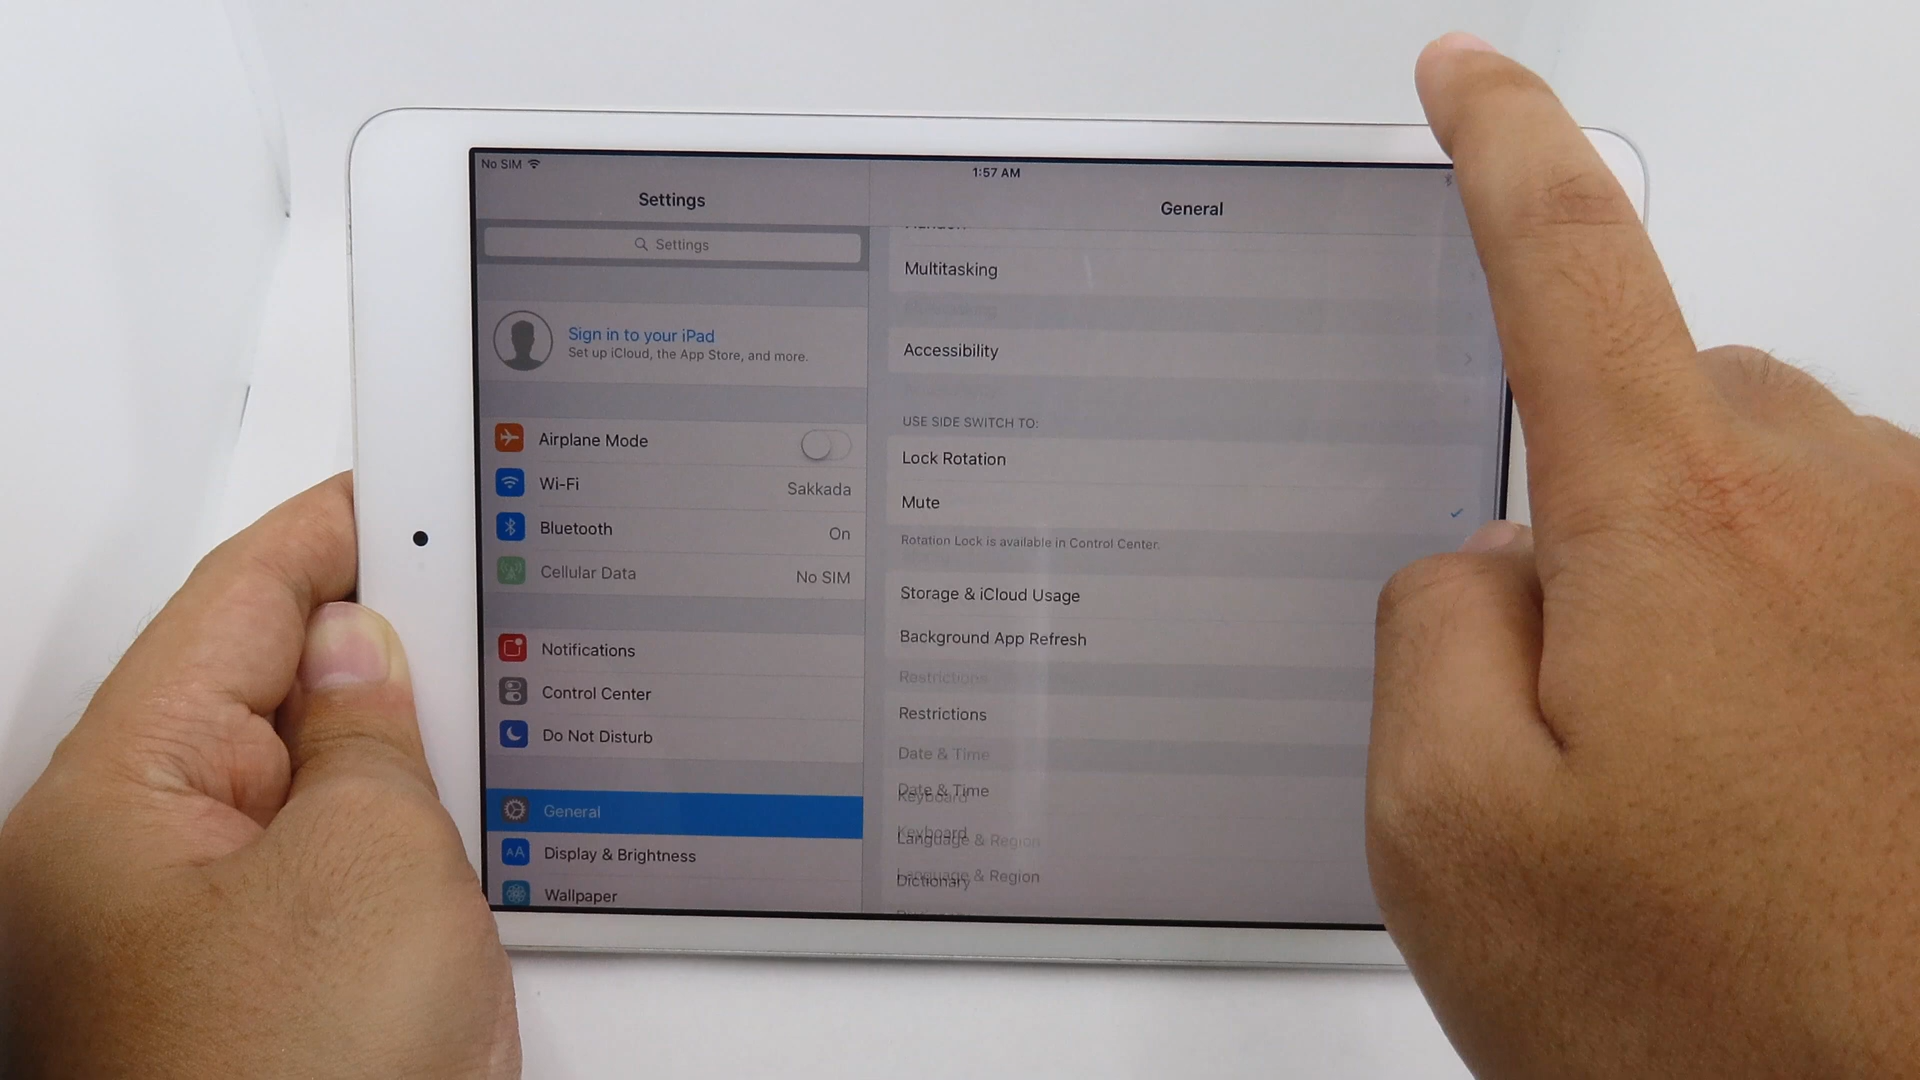 No SIM
1:57 AM
Settings
General
Settings
Sign in to your iPad
Set up iCloud, the App Store, and more.
Airplane Mode
Wi-Fi
Sakkada
Bluetooth
On
Cellular Data
No SIM
Notifications
Control Center
Do Not Disturb
General
AA
Display & Brightness
Wallpaper
Multitasking
Multitasking
Accessibility
USE SIDE SWITCH TO:
Lock Rotation
Mute
Rotation Lock is available in Control Center.
Storage & iCloud Usage
Background App Refresh
Restrictions
Restrictions
Date & Time
Date & Time
Keyboard
Keyboard
Language & Region
Language & Region
Dictionary